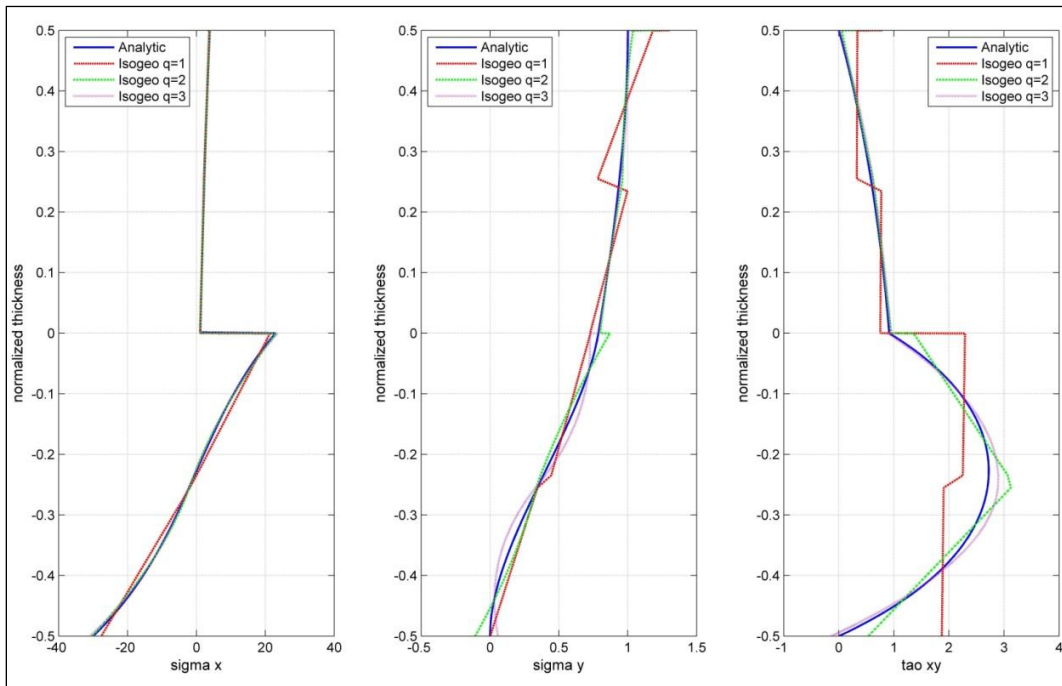 0.5
0.4
0.3
0.2
0.1
0
-0.1
-0.2
-0.3
-0.4
-0.5
normalized thickness
-40
-20
0
20
40
sigma x
Analytic
Isogeo q=1
Isogeo q=2
Isogeo q=3
0.5
0.4
0.3
0.2
0.1
0
-0.1
-0.2
-0.3
-0.4
-0.5
normalized thickness
-0.5
0
0.5
1
1.5
sigma y
Analytic
Isogeo q=1
Isogeo q=2
Isogeo q=3
0.5
0.4
0.3
0.2
0.1
0
-0.1
-0.2
-0.3
-0.4
-0.5
normalized thickness
-1
0
1
2
3
4
tao xy
Analytic
Isogeo q=1
Isogeo q=2
Isogeo q=3